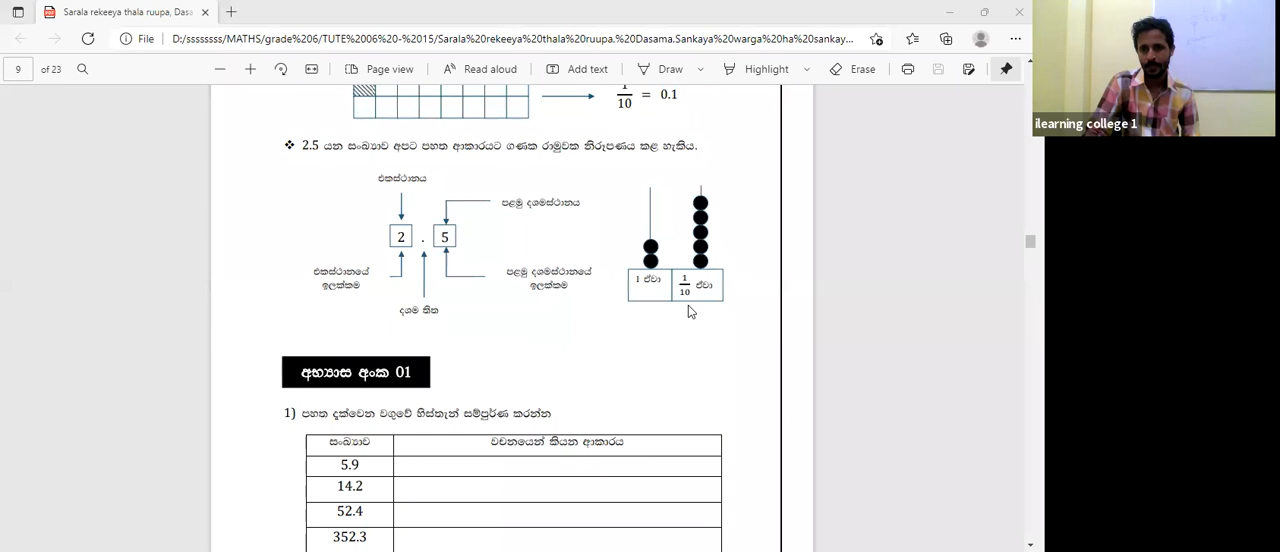 Sarala rekeeya thala ruupa, Dasa
File
D:/ssssssss/MATHS/grade%206/TUTE%2006%20-%2015/Sarala%20rekeeya%20thala%20ruupa.%20Dasama.Sankaya%20warga%20ha%20sankay...
9 of 23
Page view
Read aloud
Add text
Draw
Highlight
Erase
ilearning college 1
1/10 = 0.1
❖ 2.5 යන සංඛ්‍යාව අපට පහත ආකාරයට ගණක රාමුවක නිරූපණය කළ හැකිය.
එකස්ථානය
පළමු දශමස්ථානය
2 . 5
එකස්ථානයේ
ඉලක්කම
පළමු දශමස්ථානයේ
ඉලක්කම
දශම තිත
1 ඒවා
1/10 ඒවා
අභ්‍යාස අංක 01
1) පහත දැක්වෙන වගුවේ හිස්තැන් සම්පුර්ණ කරන්න
සංඛ්‍යාව
වචනයෙන් කියන ආකාරය
5.9
14.2
52.4
352.3